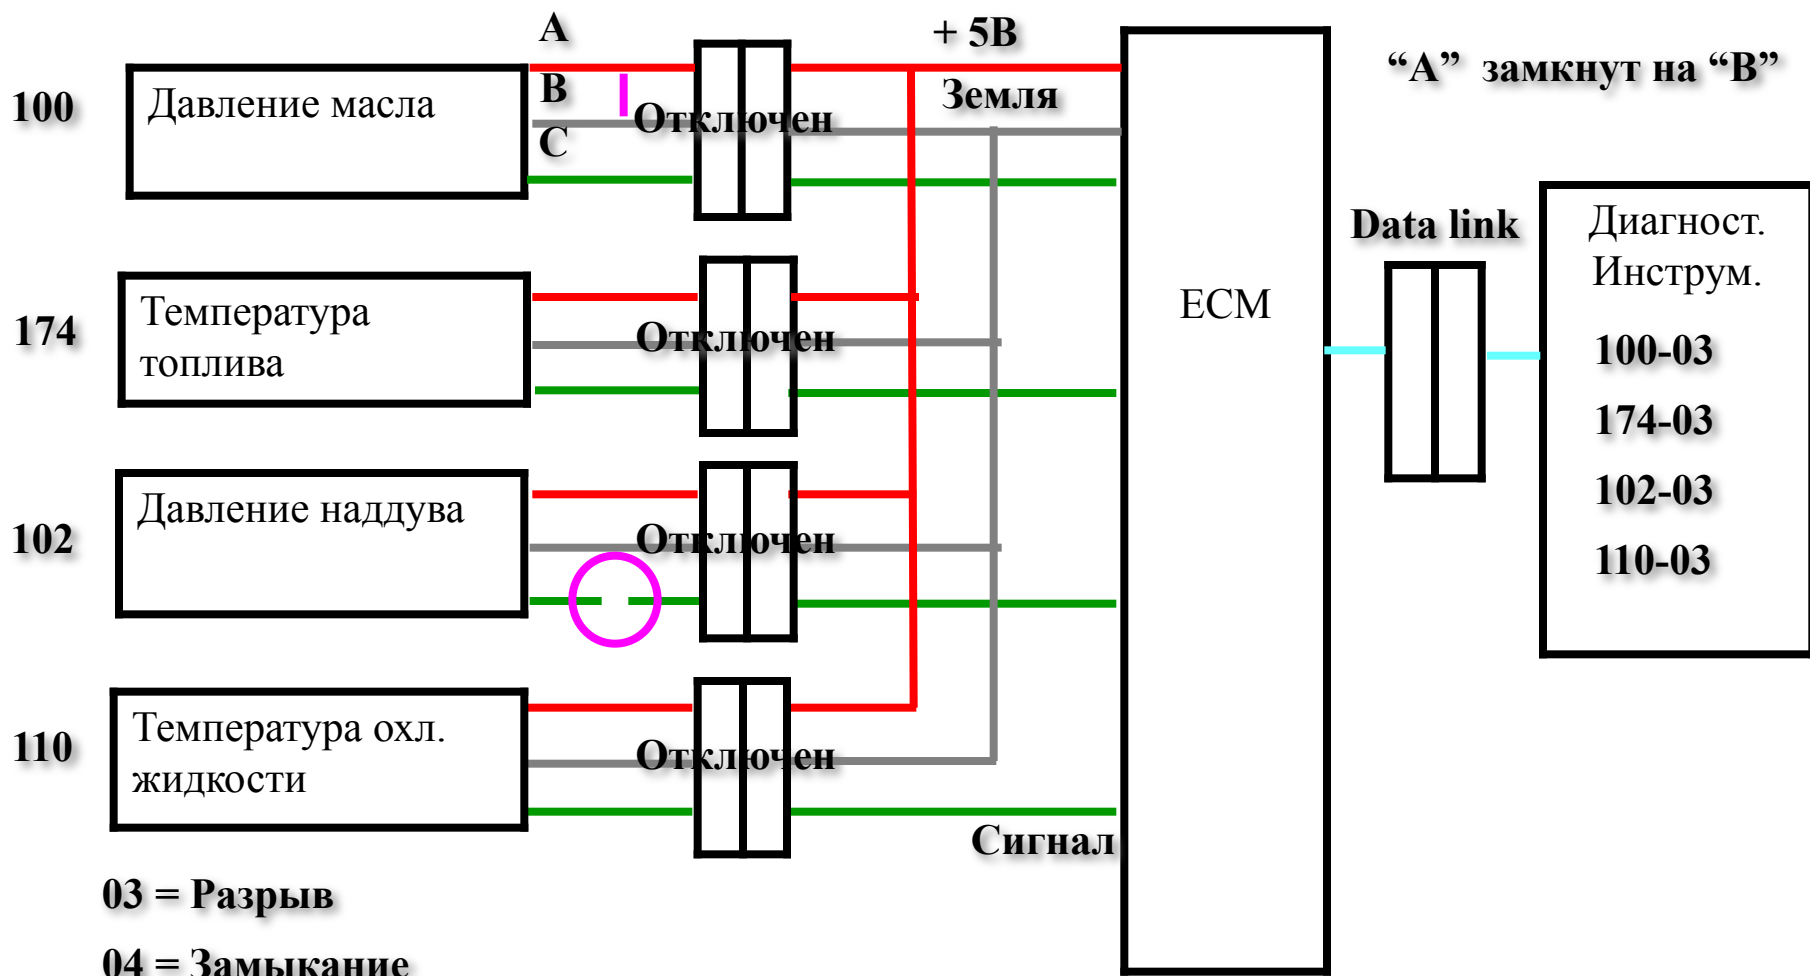 A
+ 5В
“А” замкнут на “В”
100
Давление масла
B
Отключен
Земля
C
Data link
Диагност.
Инструм.
174
Температура
топлива
Отключен
ECM
100-03
174-03
102-03
110-03
102
Давление наддува
Отключен
110
Температура охл.
жидкости
Отключен
Сигнал
03 = Разрыв
04 = Замыкание